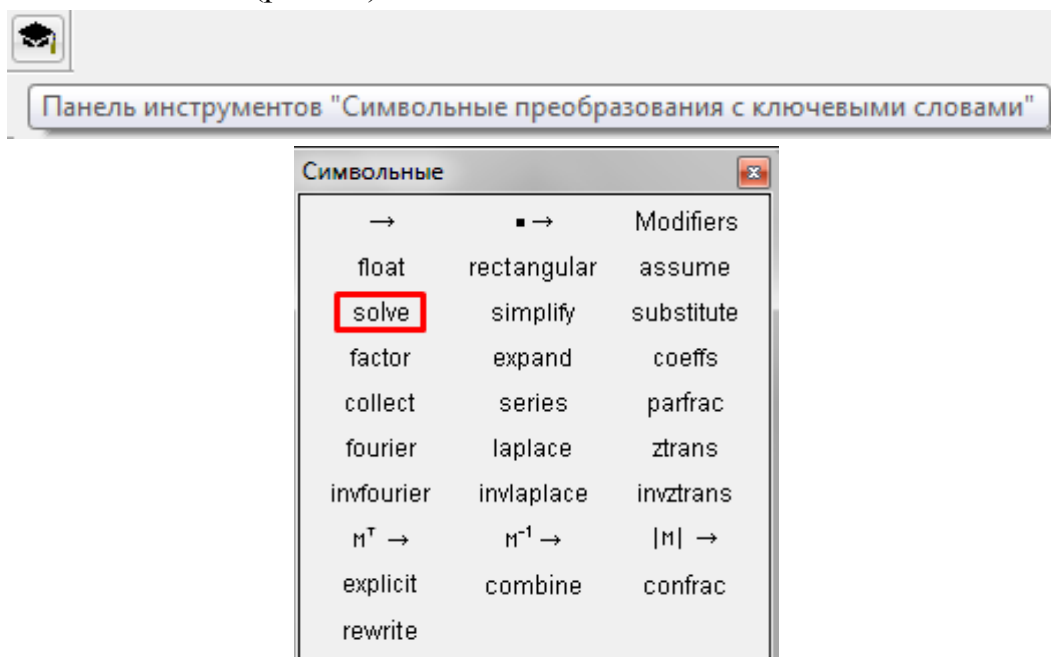 Панель инструментов "Символьные преобразования с ключевыми словами"
Символьные
→ ▪ → Modifiers
float rectangular assume
solve simplify substitute
factor expand coeffs
collect series parfrac
fourier laplace ztrans
invfourier invlaplace invztrans
Mᵀ → M⁻¹ → |M| →
explicit combine confrac
rewrite